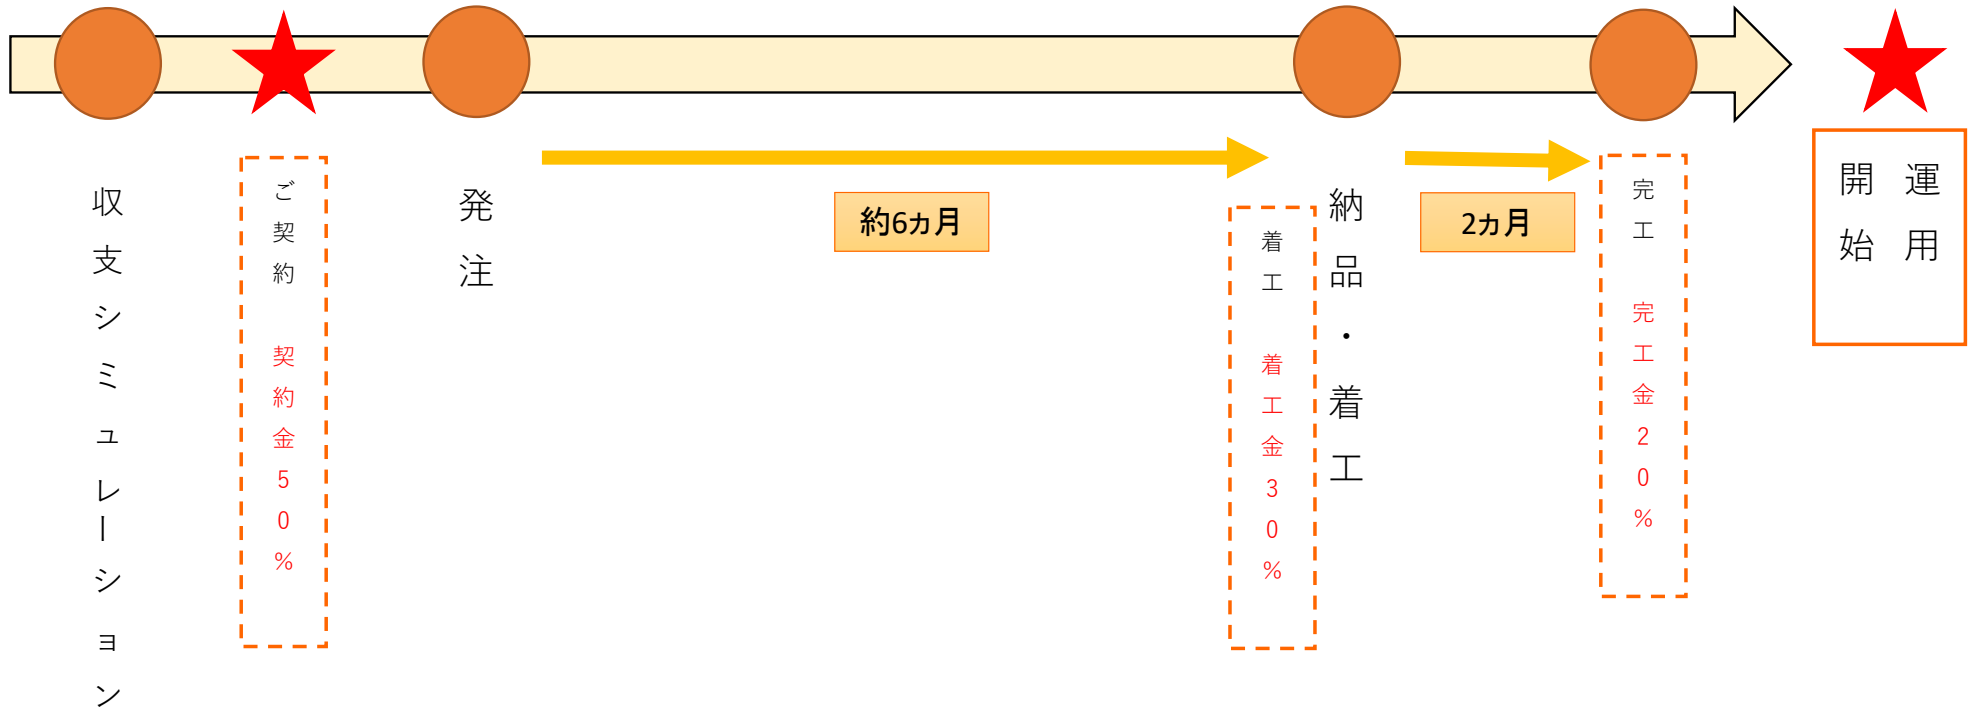 収支シミュレーション
ご契約　契約金50%
発注
約6ヵ月
着工　着工金30%
納品・着工
2ヵ月
完工　完工金20%
運用
開始